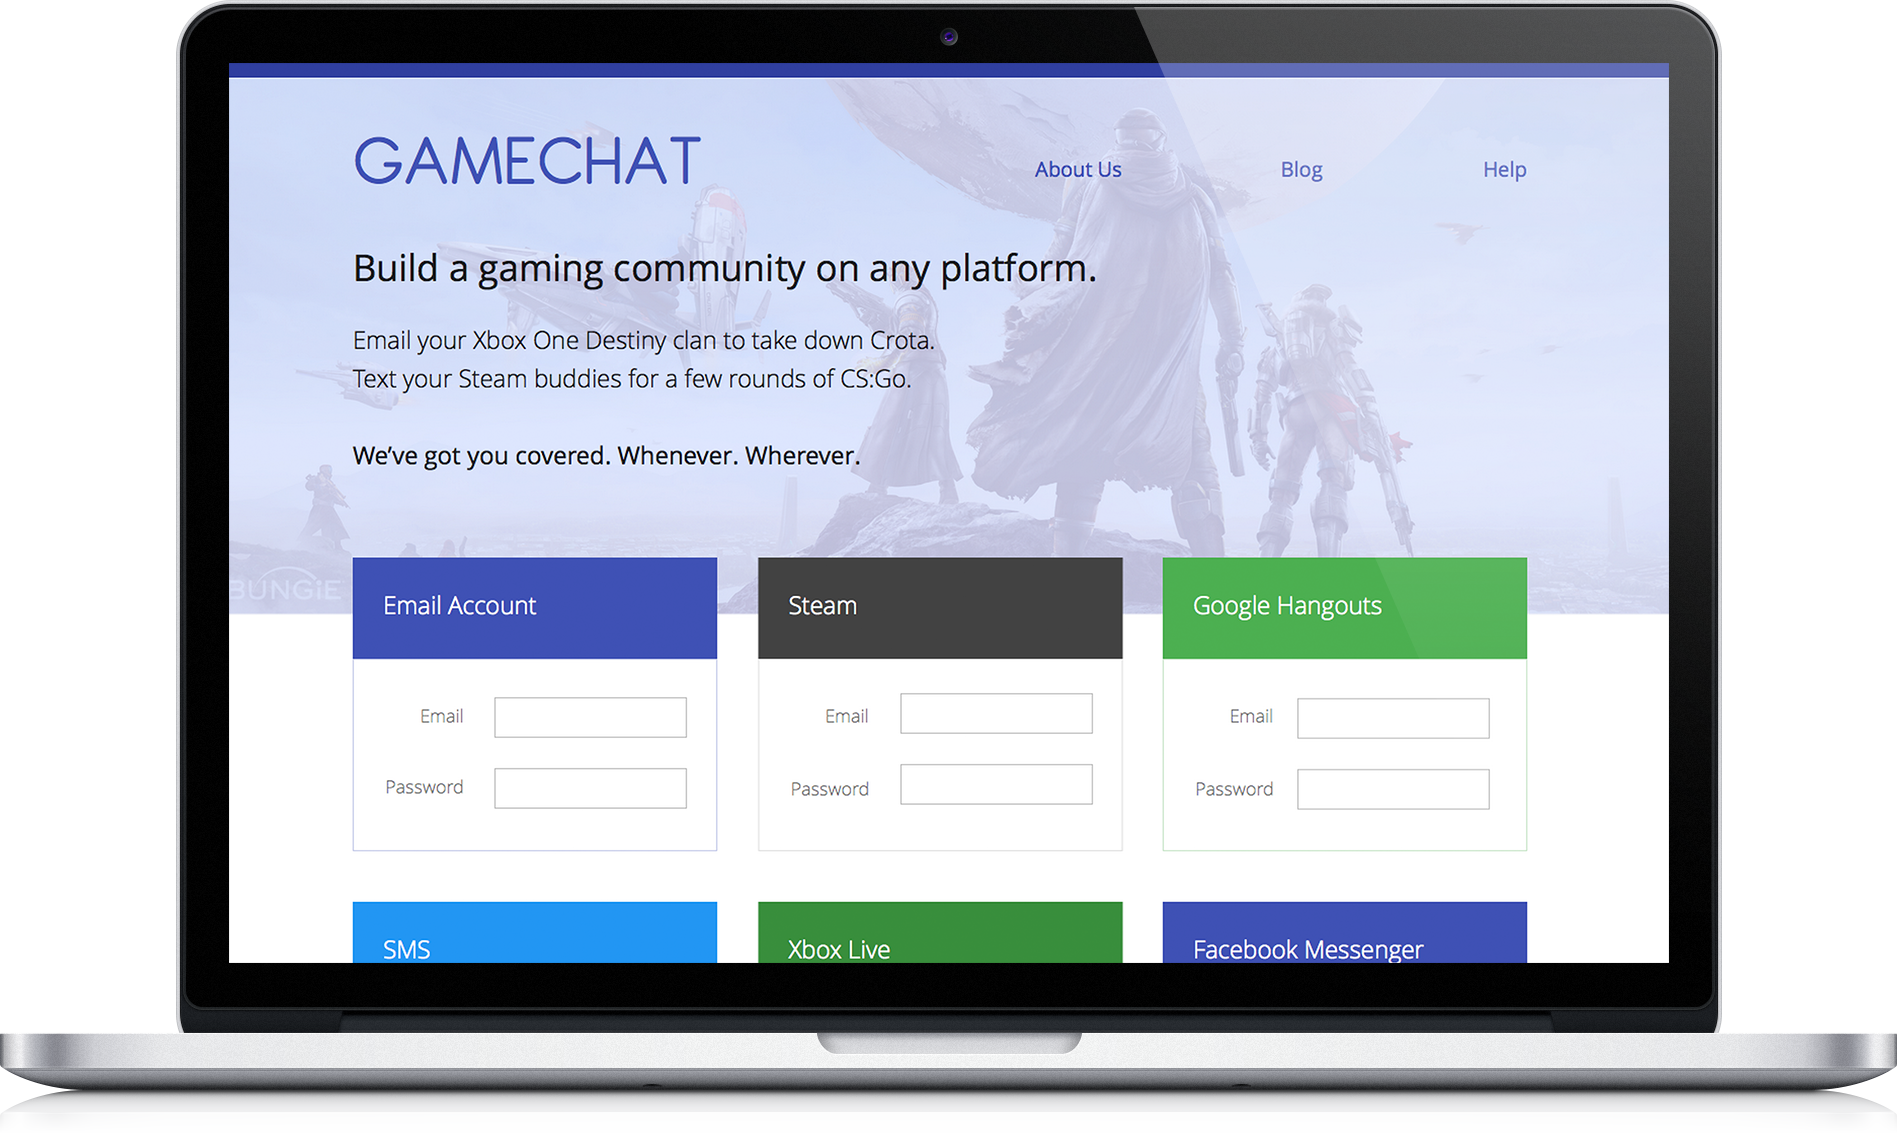 GAMECHAT
About Us
Blog
Help
Build a gaming community on any platform.
Email your Xbox One Destiny clan to take down Crota.
Text your Steam buddies for a few rounds of CS:Go.
We've got you covered. Whenever. Wherever.
BUNGiE
Email Account
Steam
Google Hangouts
Email
Email
Email
Password
Password
Password
SMS
Xbox Live
Facebook Messenger